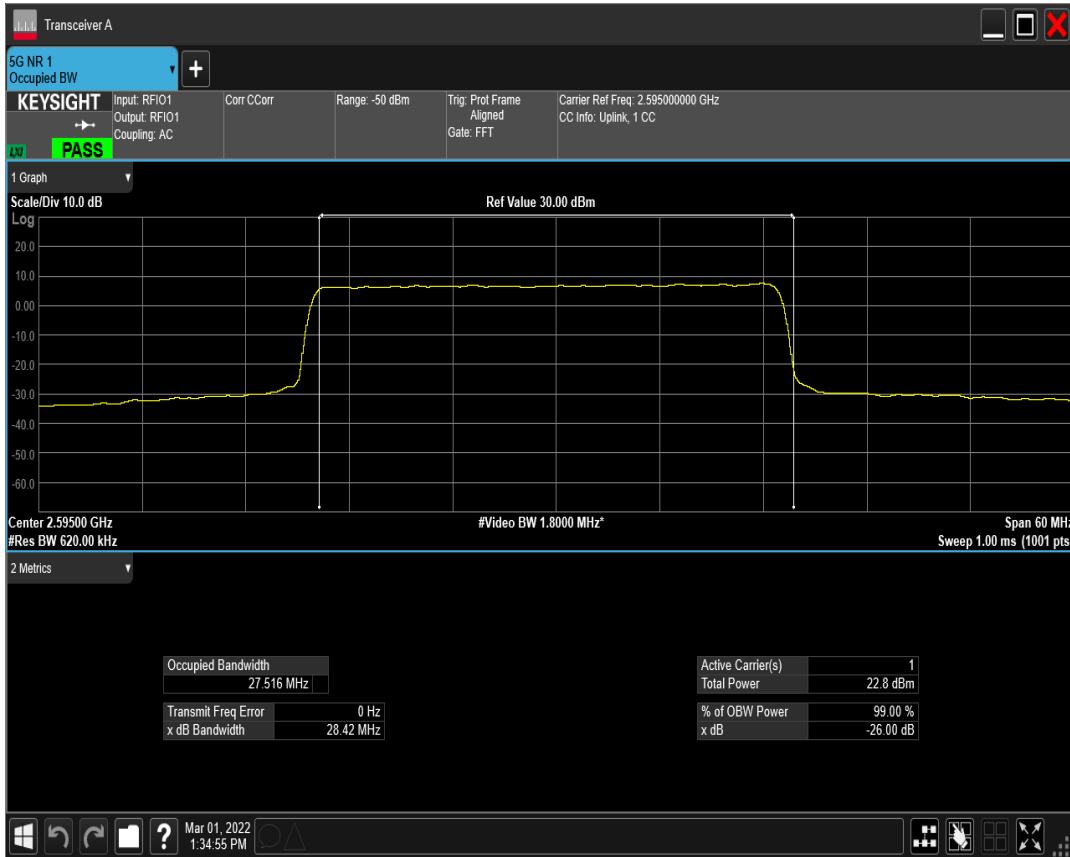 Transceiver A
5G NR 1
Occupied BW
+
KEYSIGHT
LXI
PASS
Input: RFIO1
Output: RFIO1
Coupling: AC
Corr CCorr
Range: -50 dBm
Trig: Prot Frame
Aligned
Gate: FFT
Carrier Ref Freq: 2.595000000 GHz
CC Info: Uplink, 1 CC
1 Graph
Scale/Div 10.0 dB
Ref Value 30.00 dBm
Log
20.0
10.0
0.00
-10.0
-20.0
-30.0
-40.0
-50.0
-60.0
Center 2.59500 GHz
#Video BW 1.8000 MHz*
Span 60 MHz
#Res BW 620.00 kHz
Sweep 1.00 ms (1001 pts
2 Metrics
Occupied Bandwidth
27.516 MHz
Transmit Freq Error 0 Hz
x dB Bandwidth 28.42 MHz
Active Carrier(s) 1
Total Power 22.8 dBm
% of OBW Power 99.00 %
x dB -26.00 dB
?
Mar 01, 2022
1:34:55 PM